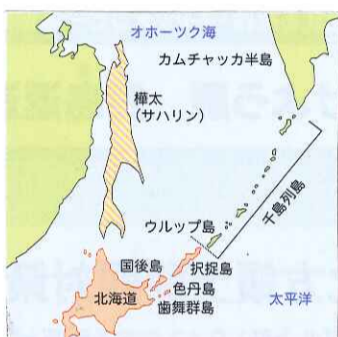 オホーツク海
カムチャッカ半島
樺太
(サハリン)
千島列島
ウルップ島
国後島
択捉島
色丹島
北海道
歯舞群島
太平洋